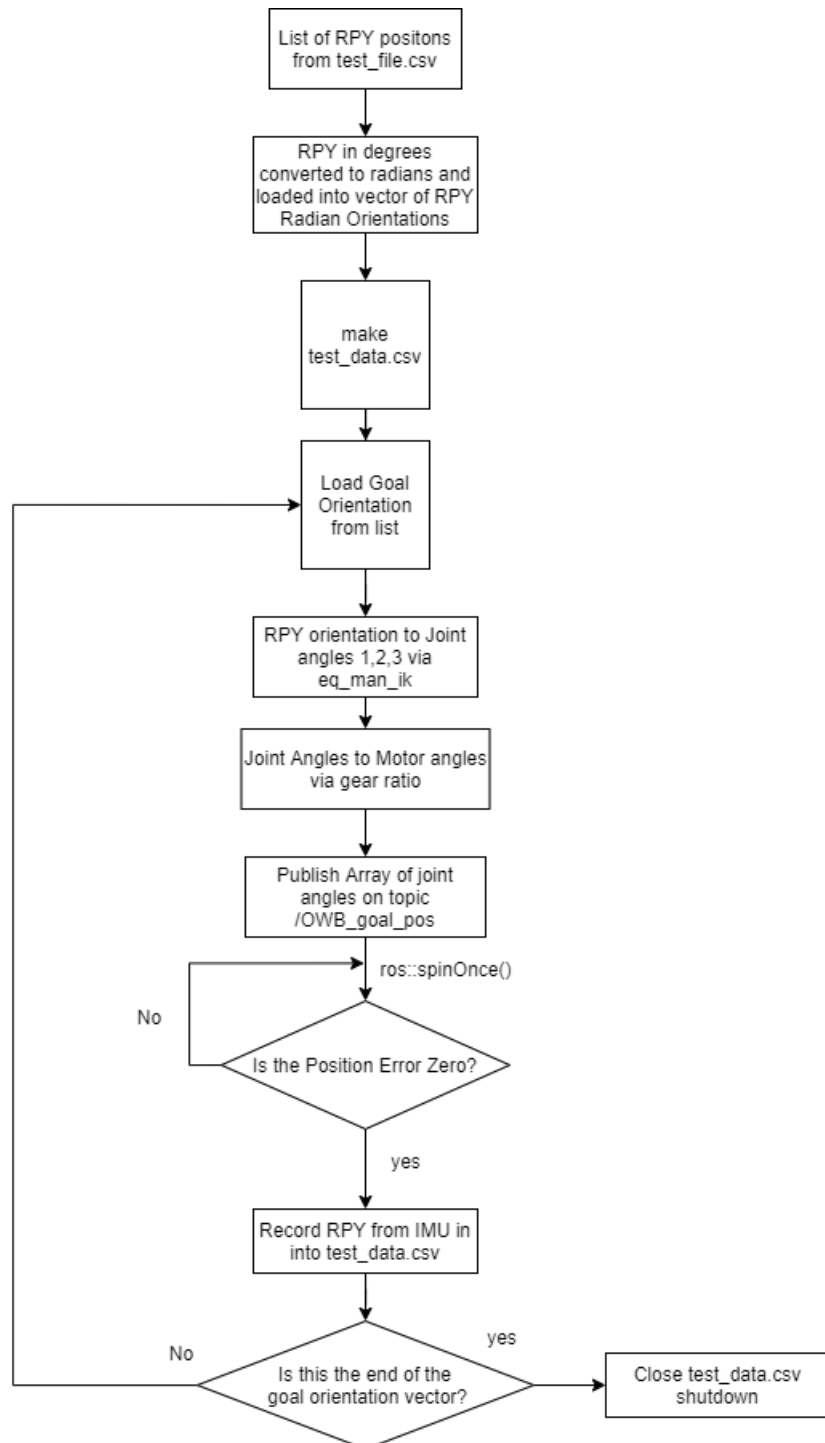 List of RPY positons
from test_file.csv
RPY in degrees
converted to radians and
loaded into vector of RPY
Radian Orientations
make
test_data.csv
Load Goal
Orientation
from list
RPY orientation to Joint
angles 1,2,3 via
eq_man_ik
Joint Angles to Motor angles
via gear ratio
Publish Array of joint
angles on topic
/OWB_goal_pos
ros::spinOnce()
No
Is the Position Error Zero?
yes
Record RPY from IMU in
into test_data.csv
No
yes
Is this the end of the
goal orientation vector?
Close test_data.csv
shutdown